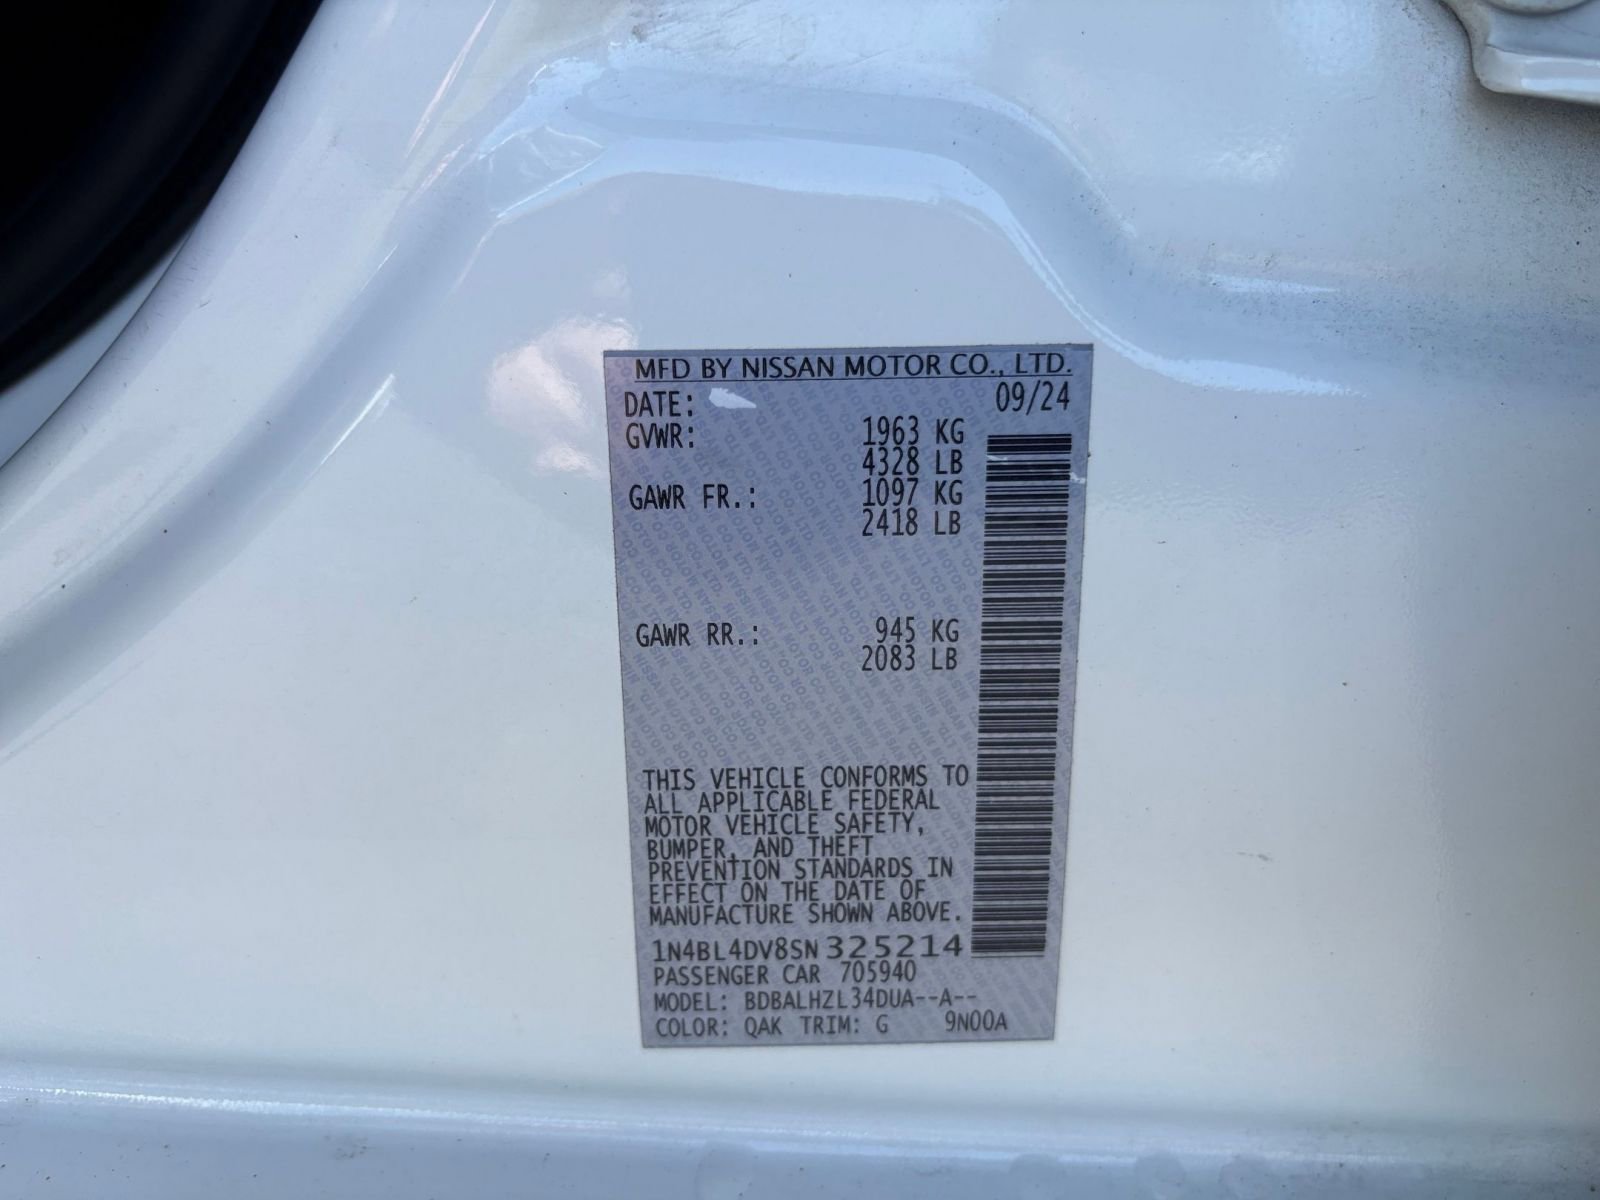 MFD BY NISSAN MOTOR CO., LTD.
DATE: 09/24
GVWR: 1963 KG
4328 LB
GAWR FR.: 1097 KG
2418 LB
GAWR RR.: 945 KG
2083 LB
THIS VEHICLE CONFORMS TO
ALL APPLICABLE FEDERAL
MOTOR VEHICLE SAFETY,
BUMPER, AND THEFT
PREVENTION STANDARDS IN
EFFECT ON THE DATE OF
MANUFACTURE SHOWN ABOVE.
1N4BL4DV8SN325214
PASSENGER CAR 705940
MODEL: BDBALHZL34DUA--A--
COLOR: QAK TRIM: G 9N00A